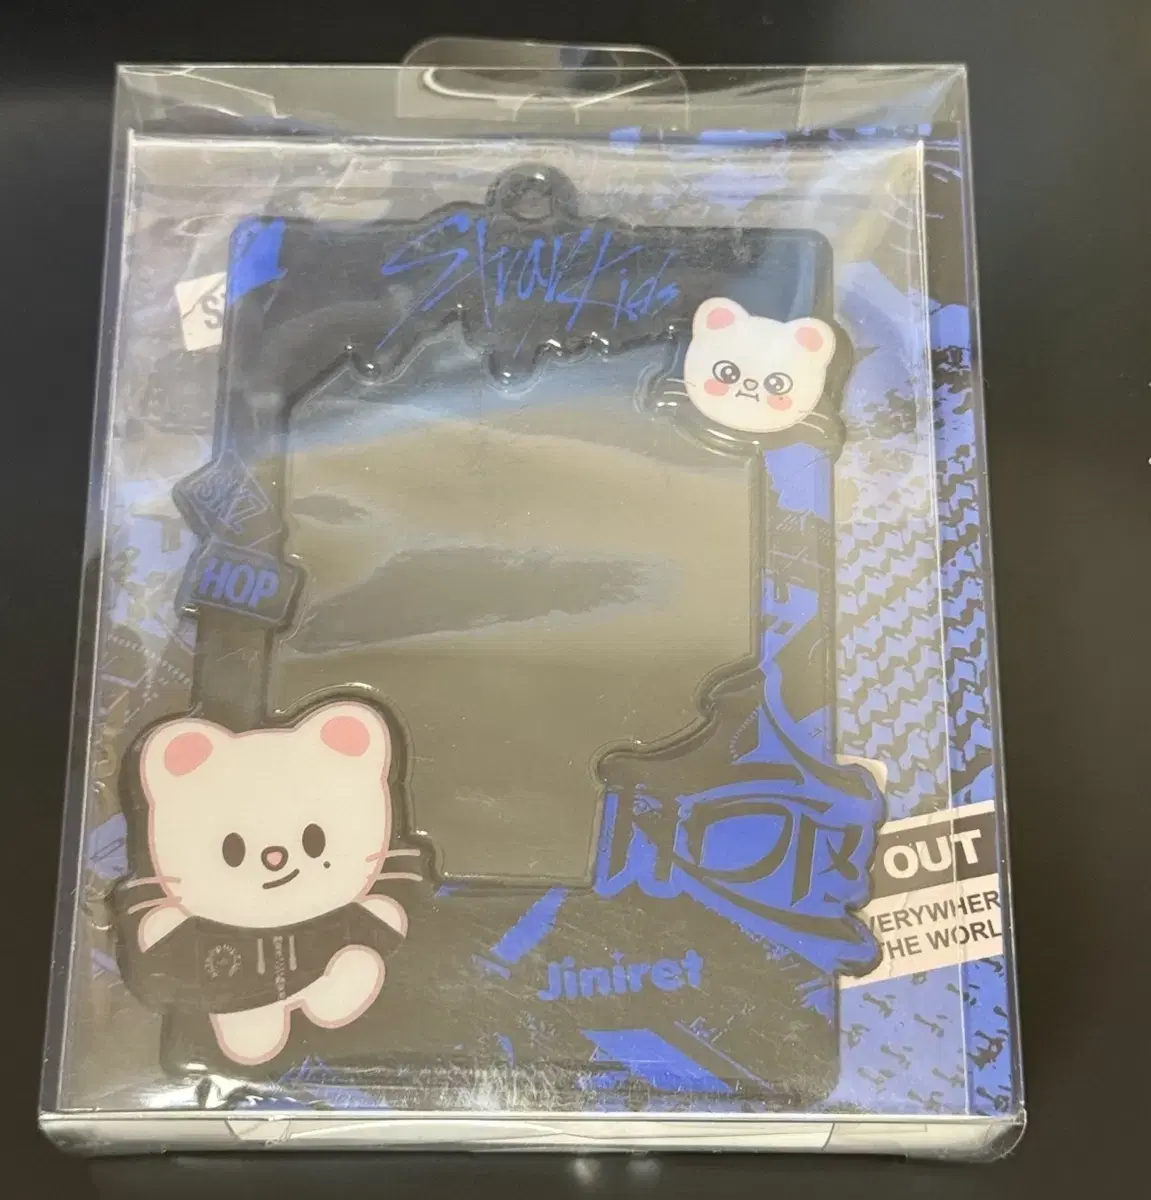 Stray Kids
SKZ
HOP
HOP
Jiniret
OUT
VERYWHER
THE WORL